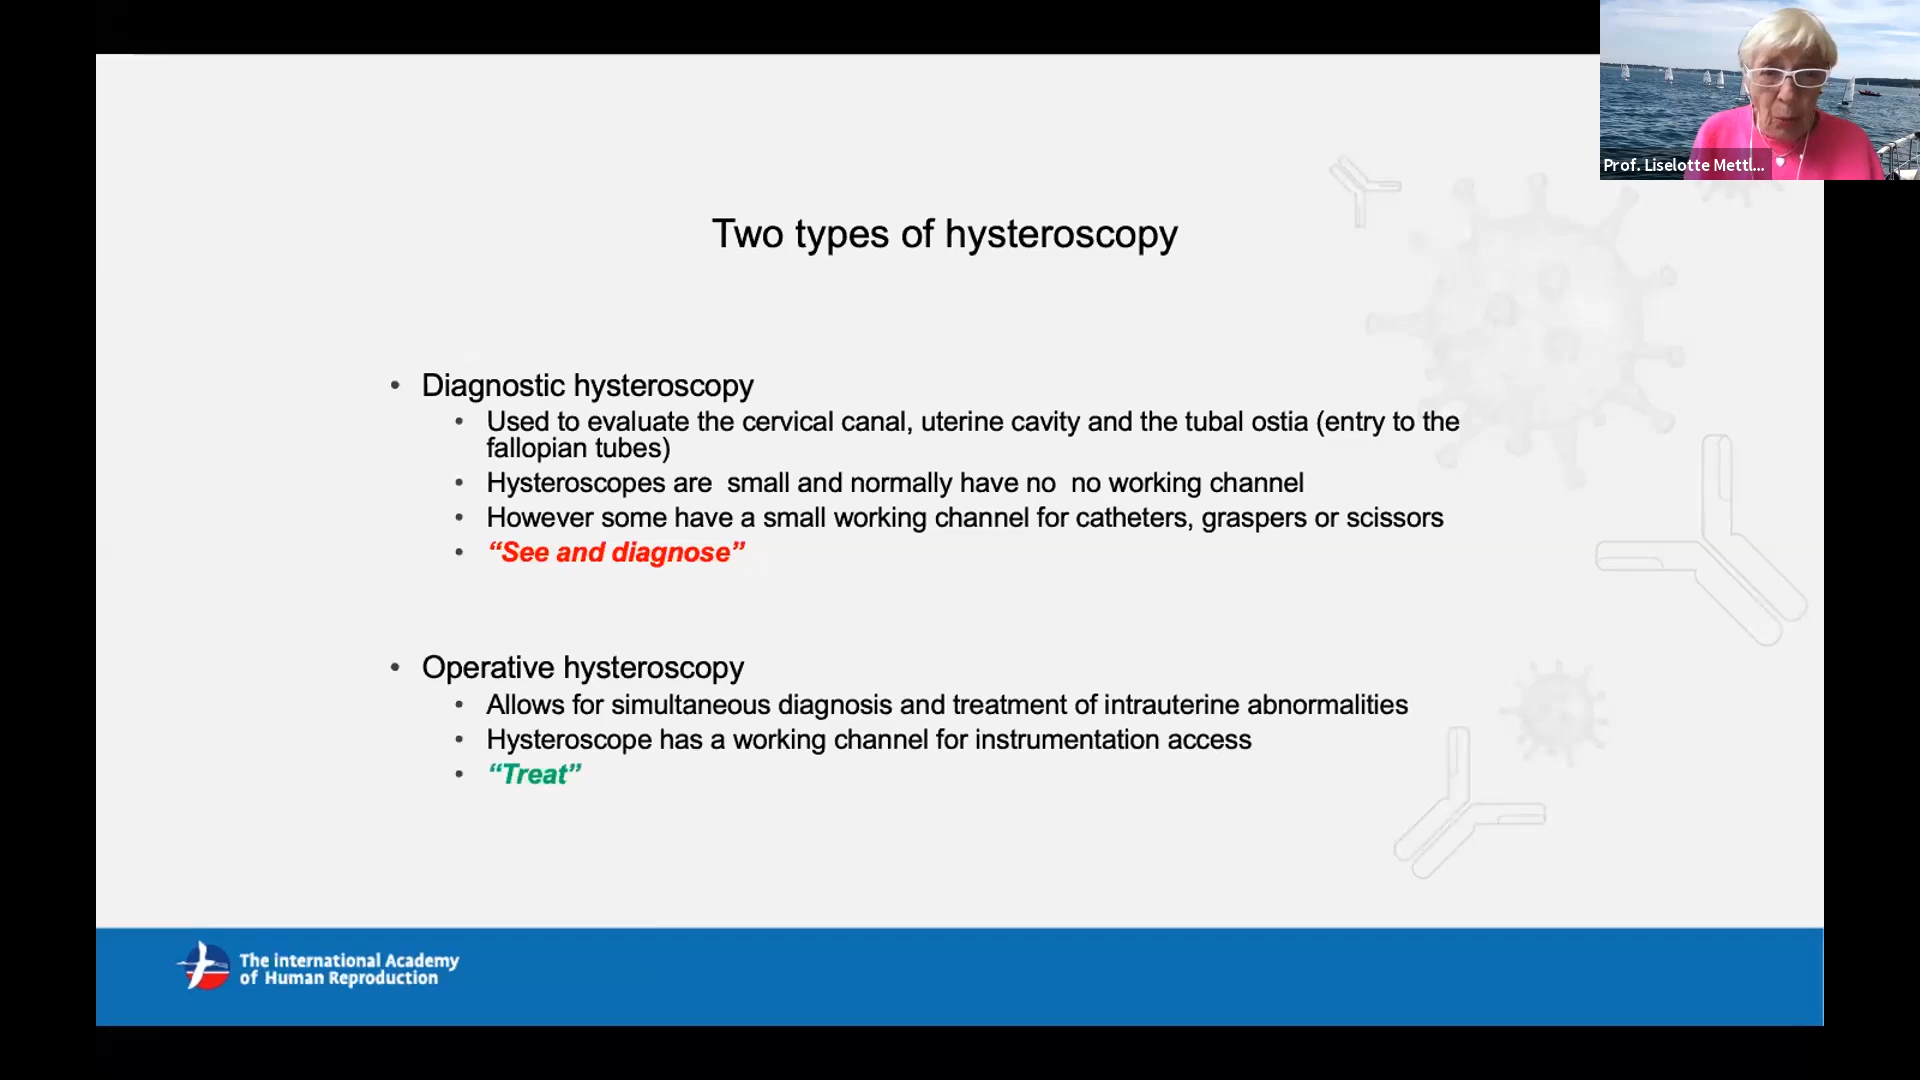 Prof. Liselotte Mettl...
Two types of hysteroscopy
• Diagnostic hysteroscopy
• Used to evaluate the cervical canal, uterine cavity and the tubal ostia (entry to the
fallopian tubes)
• Hysteroscopes are  small and normally have no  no working channel
• However some have a small working channel for catheters, graspers or scissors
• “See and diagnose”
• Operative hysteroscopy
• Allows for simultaneous diagnosis and treatment of intrauterine abnormalities
• Hysteroscope has a working channel for instrumentation access
• “Treat”
The international Academy
of Human Reproduction